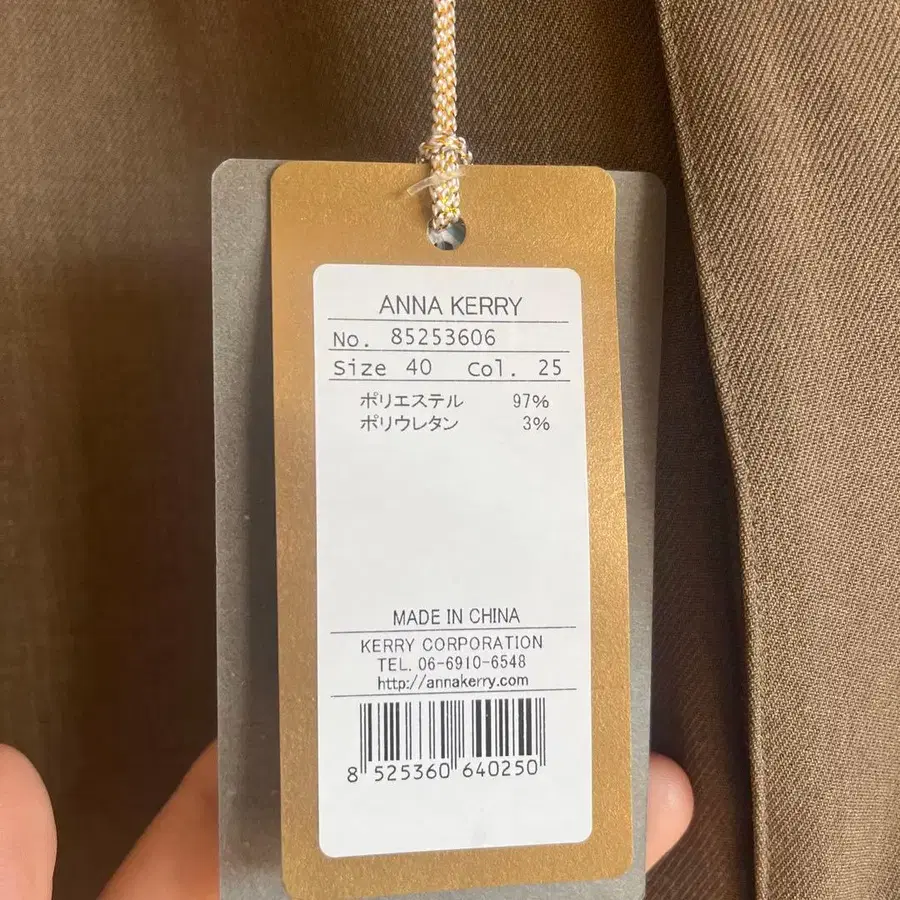 ANNA KERRY
No. 85253606
Size 40 Col. 25
ポリエステル 97%
ポリウレタン 3%
MADE IN CHINA
KERRY CORPORATION
TEL. 06-6910-6548
http://annakerry.com
8 525360 640250